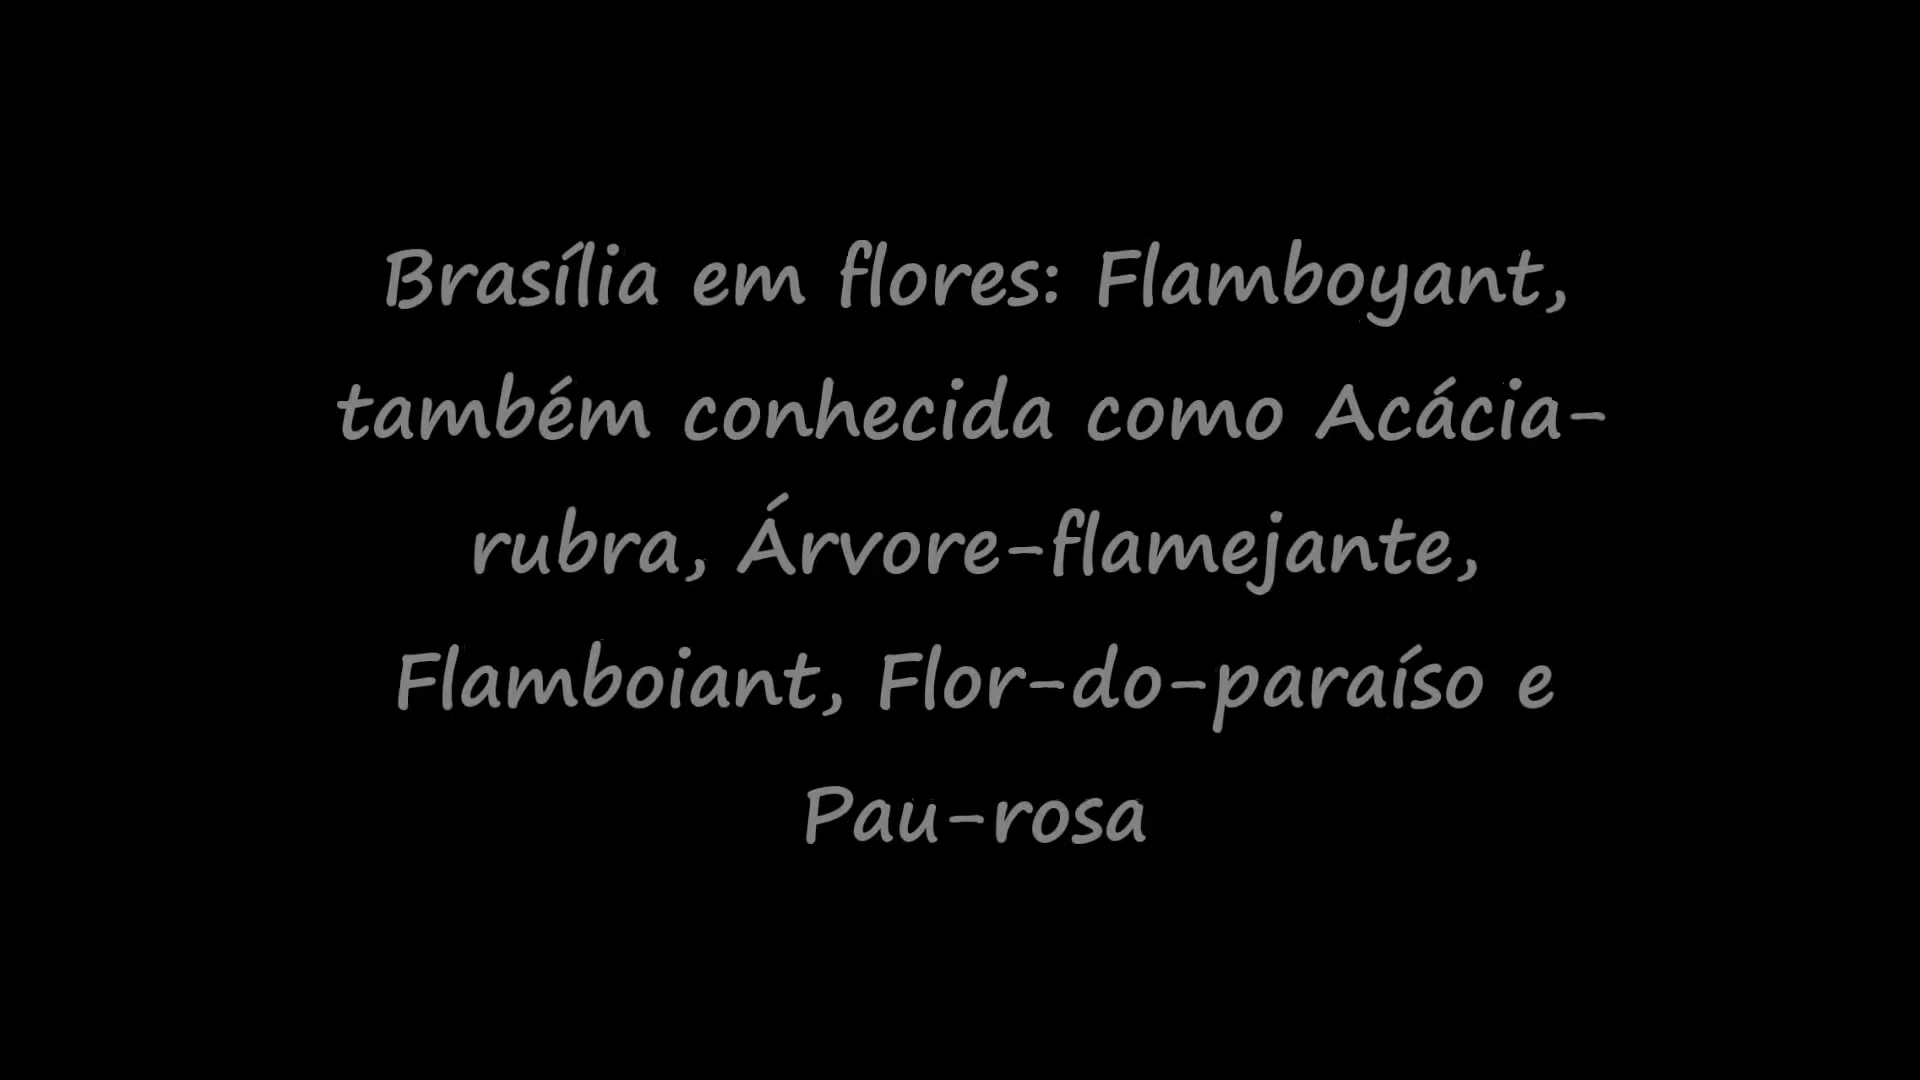 Brasília em flores: Flamboyant,
também conhecida como Acácia-
rubra, Árvore-flamejante,
Flamboiant, Flor-do-paraíso e
Pau-rosa